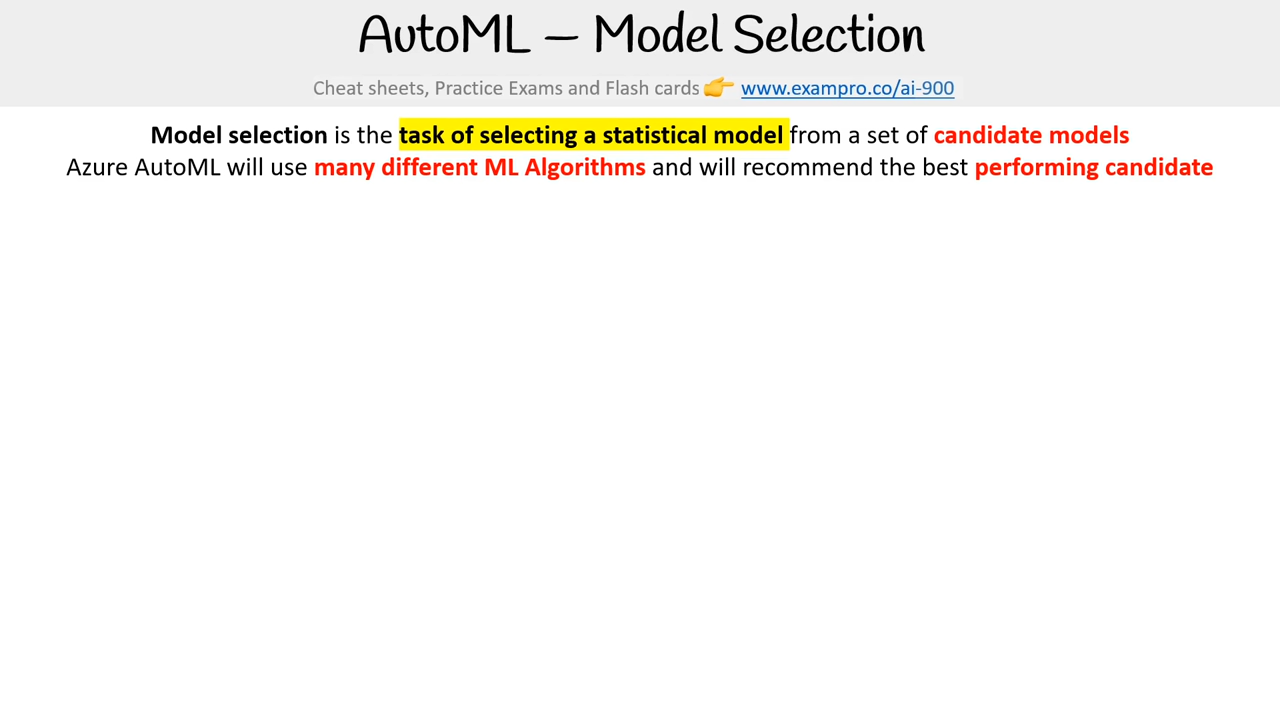 AutoML – Model Selection
Cheat sheets, Practice Exams and Flash cards 👉 www.exampro.co/ai-900
Model selection is the task of selecting a statistical model from a set of candidate models
Azure AutoML will use many different ML Algorithms and will recommend the best performing candidate